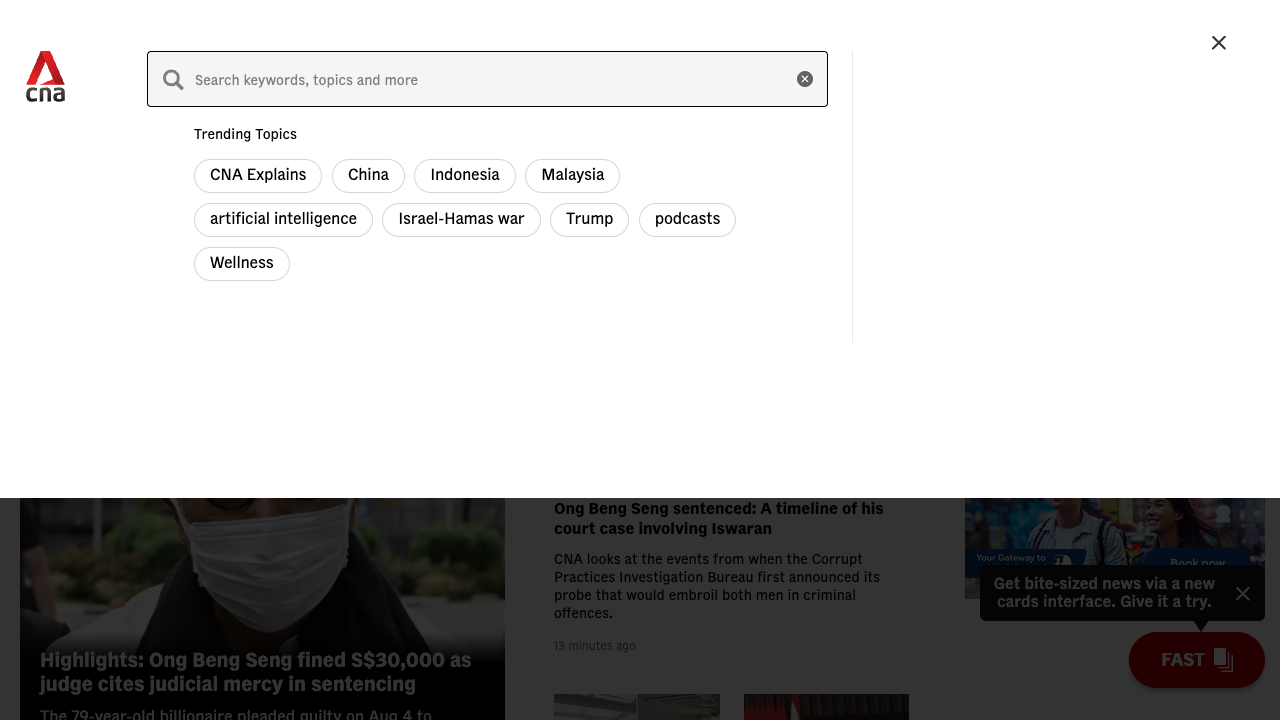 cna
Search keywords, topics and more
Trending Topics
CNA Explains
China
Indonesia
Malaysia
artificial intelligence
Israel-Hamas war
Trump
podcasts
Wellness
Highlights: Ong Beng Seng fined S$30,000 as
judge cites judicial mercy in sentencing
The 79-year-old billionaire pleaded guilty on Aug 4 to
Ong Beng Seng sentenced: A timeline of his
court case involving Iswaran
CNA looks at the events from when the Corrupt
Practices Investigation Bureau first announced its
probe that would embroil both men in criminal
offences.
13 minutes ago
Your Gateway to
Book now
Get bite-sized news via a new
cards interface. Give it a try.
FAST